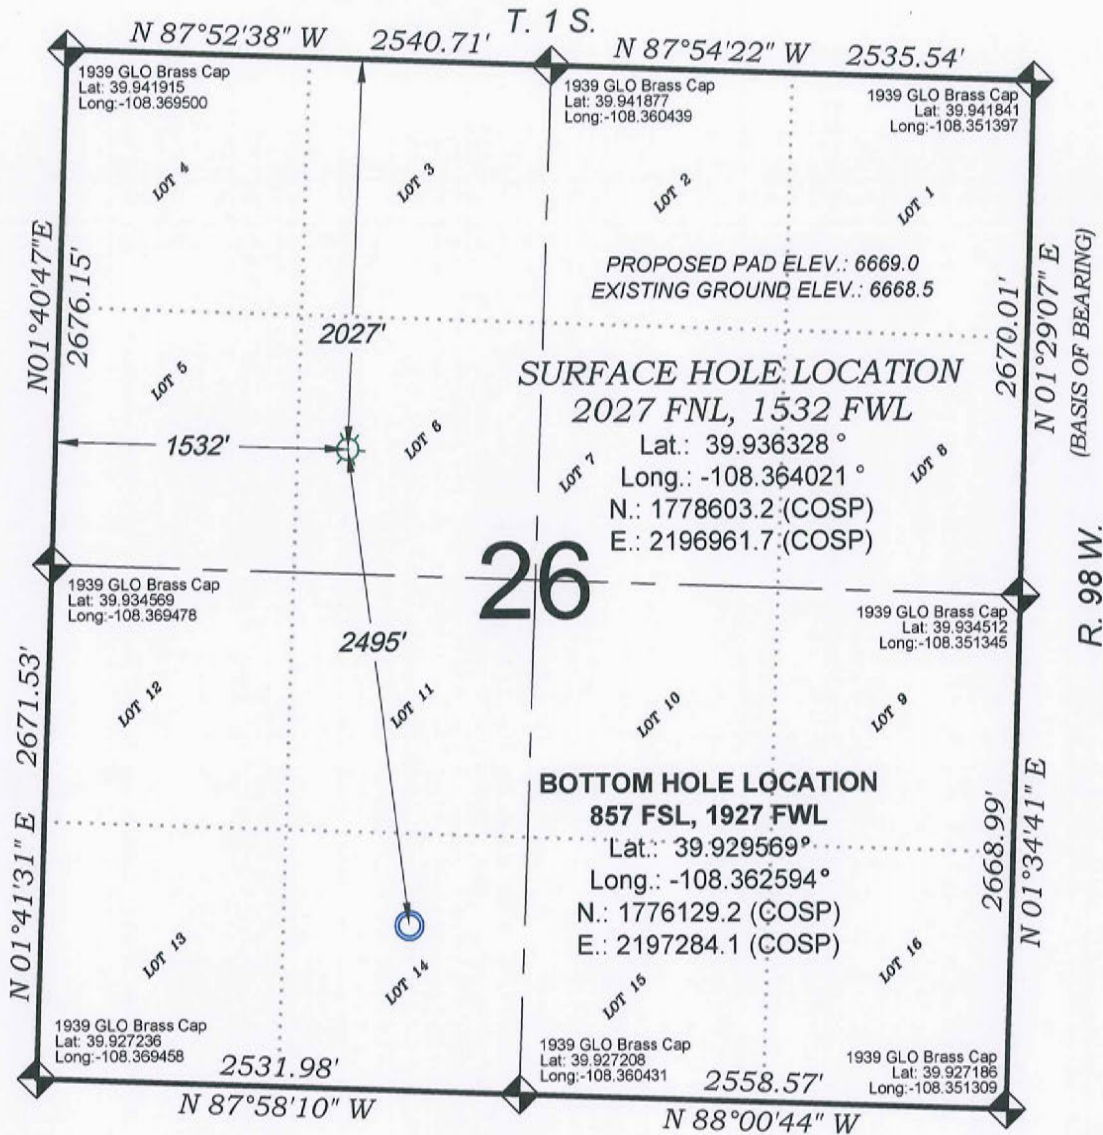 T. 1 S.
N 87°52'38" W 2540.71'
N 87°54'22" W 2535.54'
1939 GLO Brass Cap
Lat: 39.941915
Long:-108.369500
1939 GLO Brass Cap
Lat: 39.941877
Long:-108.360439
1939 GLO Brass Cap
Lat: 39.941841
Long:-108.351397
LOT 4
LOT 3
LOT 2
LOT 1
N01°40'47"E
2676.15'
PROPOSED PAD ELEV.: 6669.0
EXISTING GROUND ELEV.: 6668.5
2670.01'
N 01°29'07" E
(BASIS OF BEARING)
2027'
LOT 5
SURFACE HOLE LOCATION
2027 FNL, 1532 FWL
1532'
LOT 6
LOT 7
LOT 8
Lat.: 39.936328 °
Long.: -108.364021 °
N.: 1778603.2 (COSP)
E.: 2196961.7 (COSP)
26
R. 98 W.
1939 GLO Brass Cap
Lat: 39.934569
Long:-108.369478
1939 GLO Brass Cap
Lat: 39.934512
Long:-108.351345
2495'
N 01°41'31" E 2671.53'
LOT 12
LOT 11
LOT 10
LOT 9
BOTTOM HOLE LOCATION
857 FSL, 1927 FWL
Lat.: 39.929569°
Long.: -108.362594°
N.: 1776129.2 (COSP)
E.: 2197284.1 (COSP)
2668.99'
N 01°34'41" E
LOT 13
LOT 14
LOT 15
LOT 16
1939 GLO Brass Cap
Lat: 39.927236
Long:-108.369458
1939 GLO Brass Cap
Lat: 39.927208
Long:-108.360431
1939 GLO Brass Cap
Lat: 39.927186
Long:-108.351309
2531.98'
N 87°58'10" W
2558.57'
N 88°00'44" W